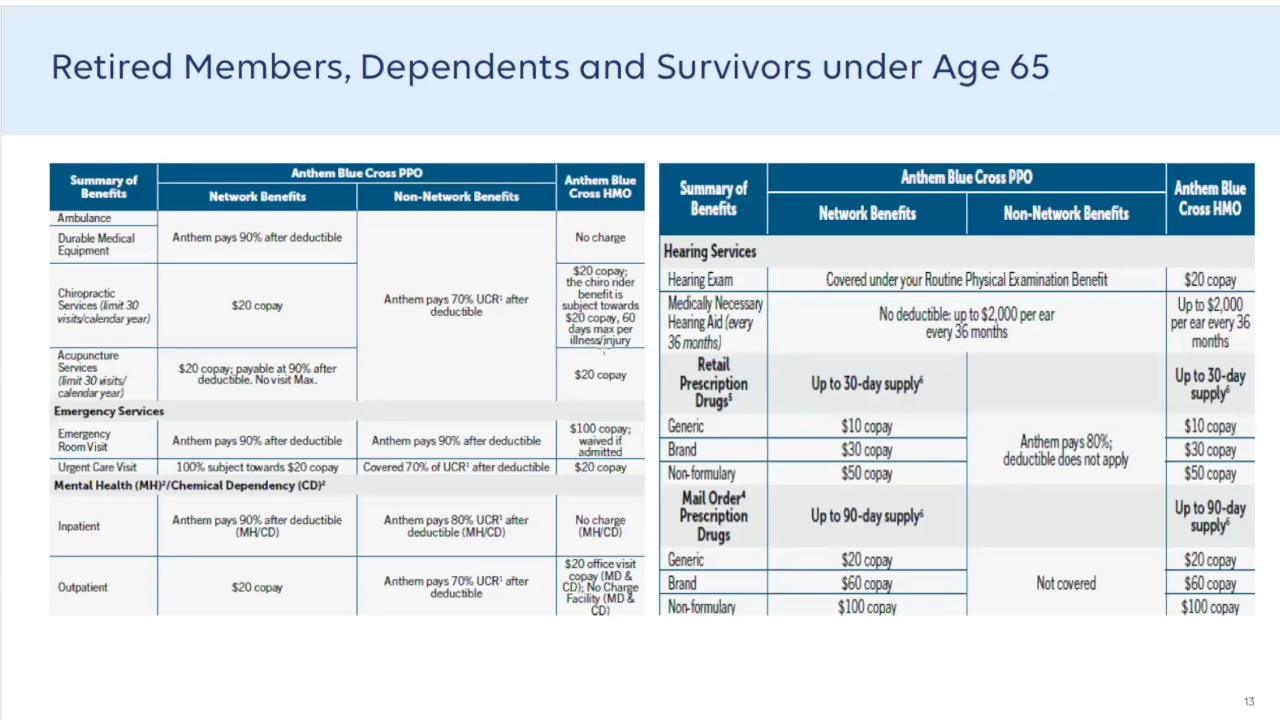 Retired Members, Dependents and Survivors under Age 65
Summary of
Benefits
Anthem Blue Cross PPO
Network Benefits
Non-Network Benefits
Anthem Blue
Cross HMO
Ambulance
Durable Medical
Equipment
Anthem pays 90% after deductible
No charge
Chiropractic
Services (limit 30
visits/calendar year)
$20 copay
Anthem pays 70% UCR¹ after
deductible
$20 copay;
the chiro rider
benefit is
subject towards
$20 copay, 60
days max per
illness/injury
Acupuncture
Services
(limit 30 visits/
calendar year)
$20 copay; payable at 90% after
deductible. No visit Max.
$20 copay
Emergency Services
Emergency
Room Visit
Anthem pays 90% after deductible
Anthem pays 90% after deductible
$100 copay;
waived if
admitted
Urgent Care Visit
100% subject towards $20 copay
Covered 70% of UCR¹ after deductible
$20 copay
Mental Health (MH)²/Chemical Dependency (CD)²
Inpatient
Anthem pays 90% after deductible
(MH/CD)
Anthem pays 80% UCR¹ after
deductible (MH/CD)
No charge
(MH/CD)
Outpatient
$20 copay
Anthem pays 70% UCR¹ after
deductible
$20 office visit
copay (MD &
CD); No Charge
Facility (MD &
CD)
Summary of
Benefits
Anthem Blue Cross PPO
Network Benefits
Non-Network Benefits
Anthem Blue
Cross HMO
Hearing Services
Hearing Exam
Covered under your Routine Physical Examination Benefit
$20 copay
Medically Necessary
Hearing Aid (every
36 months)
No deductible: up to $2,000 per ear
every 36 months
Up to $2,000
per ear every 36
months
Retail
Prescription
Drugs⁵
Up to 30-day supply⁶
Up to 30-day
supply⁶
Generic
$10 copay
Anthem pays 80%;
deductible does not apply
$10 copay
Brand
$30 copay
$30 copay
Non-formulary
$50 copay
$50 copay
Mail Order⁴
Prescription
Drugs
Up to 90-day supply⁶
Up to 90-day
supply⁶
Generic
$20 copay
Not covered
$20 copay
Brand
$60 copay
$60 copay
Non-formulary
$100 copay
$100 copay
13